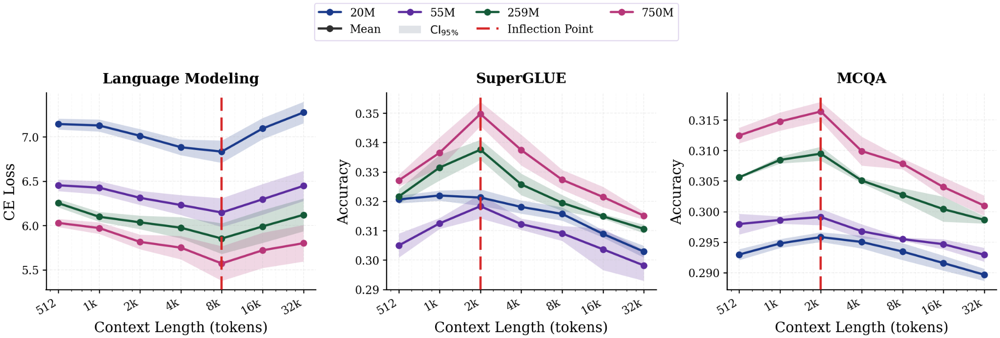 20M 55M 259M 750M
Mean CI95% Inflection Point
Language Modeling
CE Loss
7.0
6.5
6.0
5.5
512 1k 2k 4k 8k 16k 32k
Context Length (tokens)
SuperGLUE
Accuracy
0.35
0.34
0.33
0.32
0.31
0.30
0.29
512 1k 2k 4k 8k 16k 32k
Context Length (tokens)
MCQA
Accuracy
0.315
0.310
0.305
0.300
0.295
0.290
512 1k 2k 4k 8k 16k 32k
Context Length (tokens)